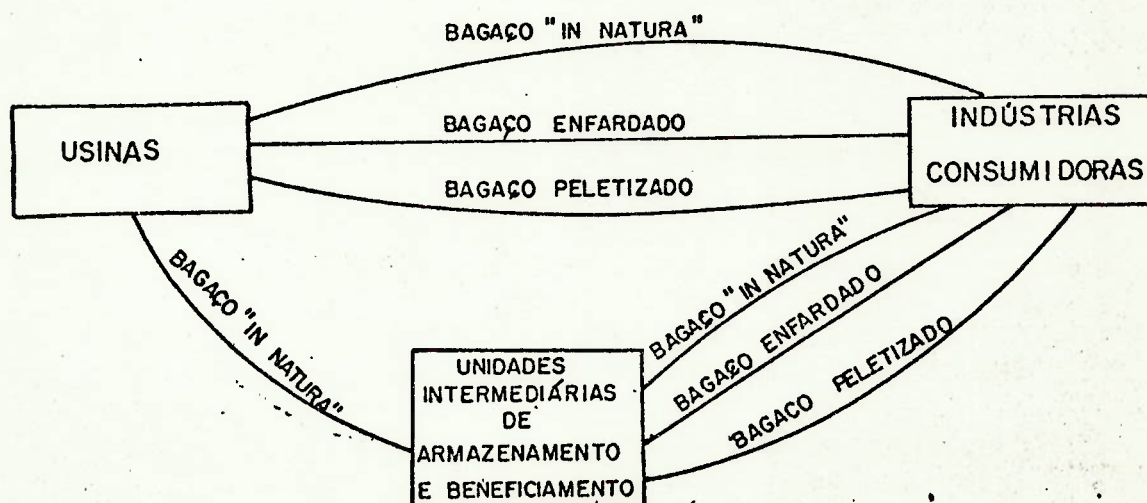 BAGAÇO "IN NATURA"
USINAS
BAGAÇO ENFARDADO
INDÚSTRIAS
CONSUMIDORAS
BAGAÇO PELETIZADO
BAGAÇO "IN NATURA"
BAGAÇO "IN NATURA"
BAGAÇO ENFARDADO
BAGACO PELETIZADO
UNIDADES
INTERMEDIÁRIAS
DE
ARMAZENAMENTO
E BENEFICIAMENTO